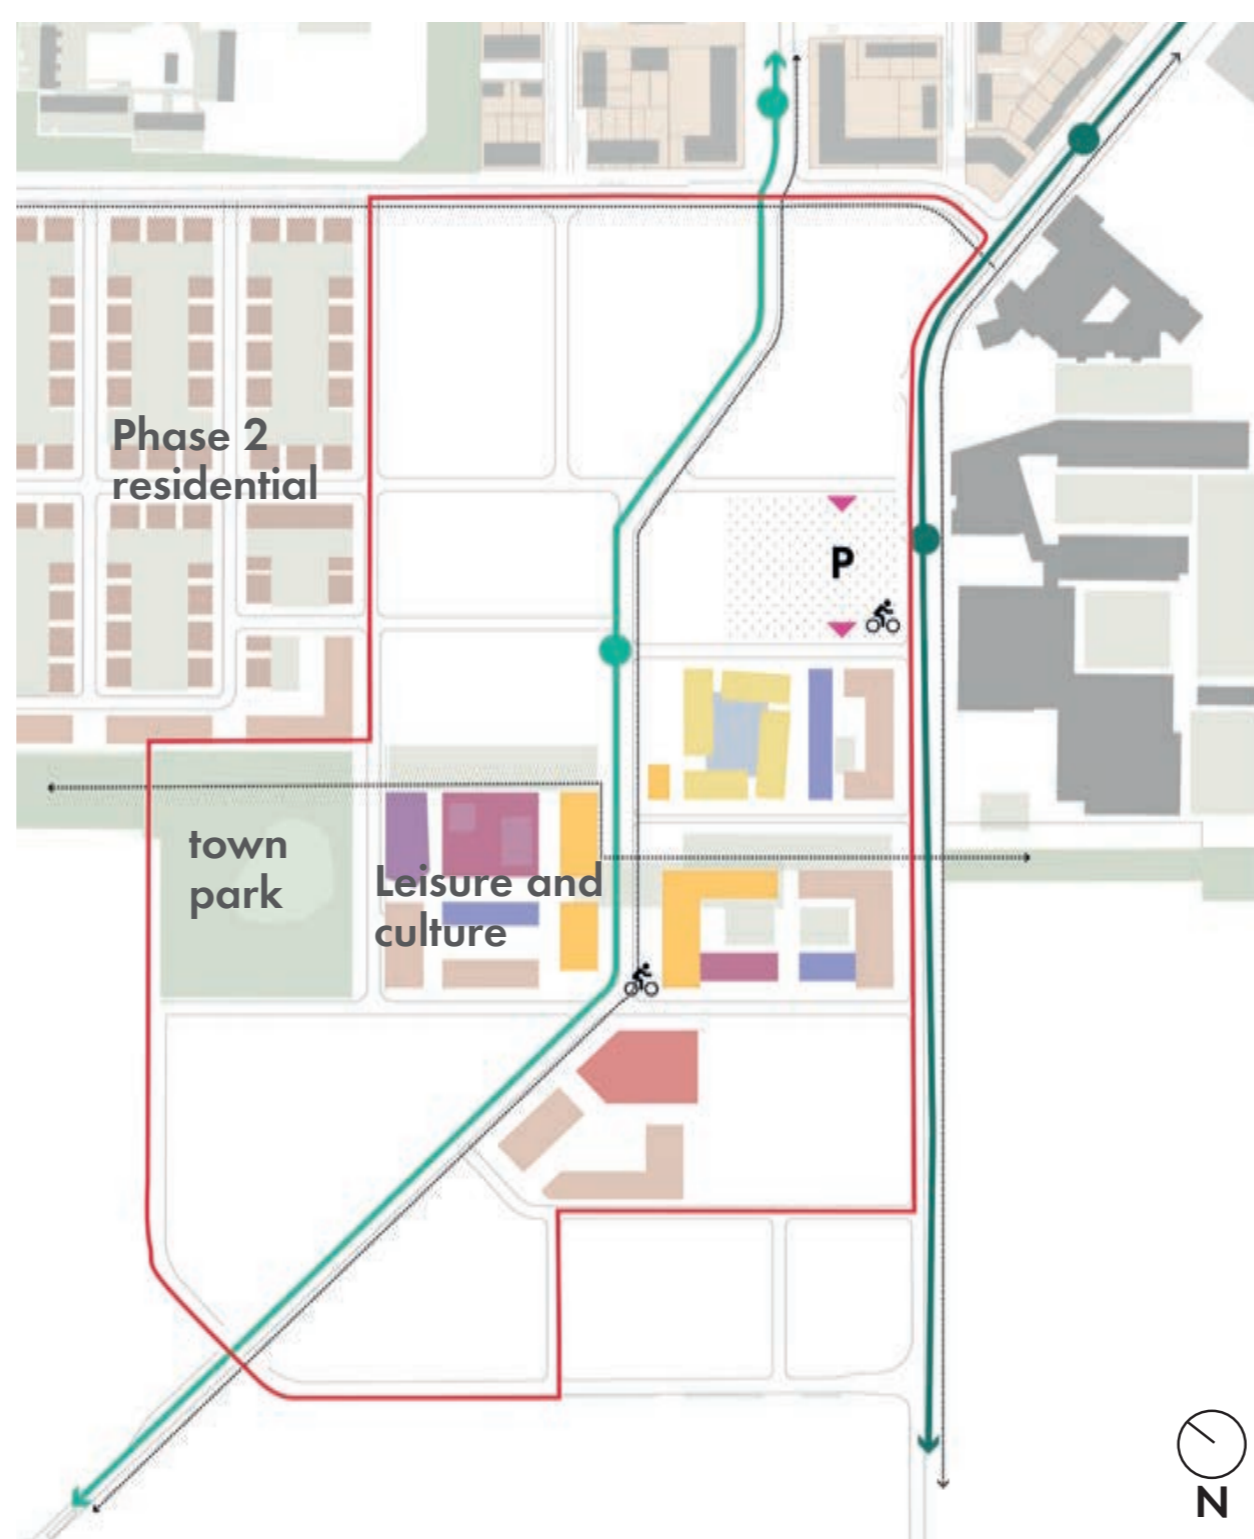 Phase 2
residential
P
town
park
Leisure and
culture
N